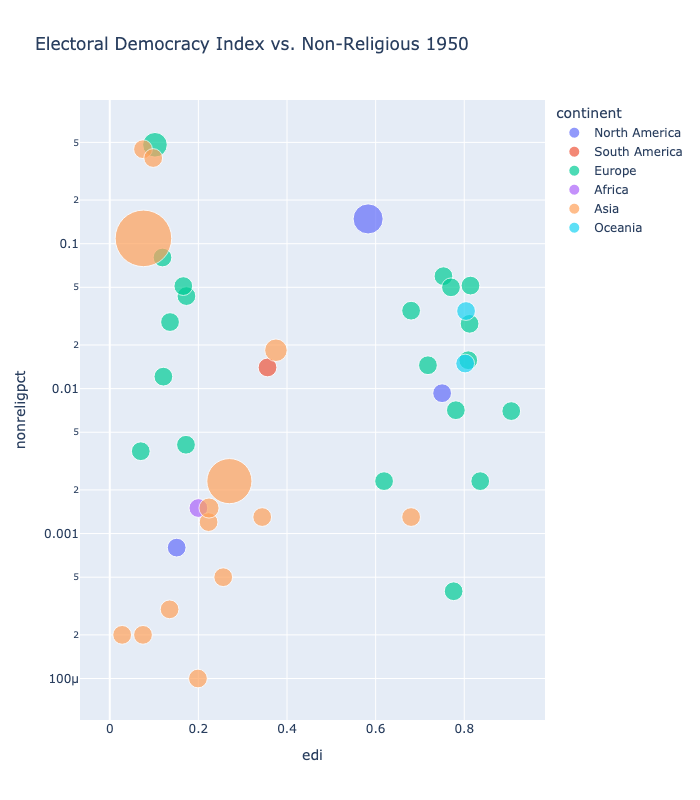 Electoral Democracy Index vs. Non-Religious 1950
continent
North America
South America
Europe
Africa
Asia
Oceania
5
2
0.1
5
2
0.01
5
2
0.001
5
2
100μ
nonreligpct
0
0.2
0.4
0.6
0.8
edi